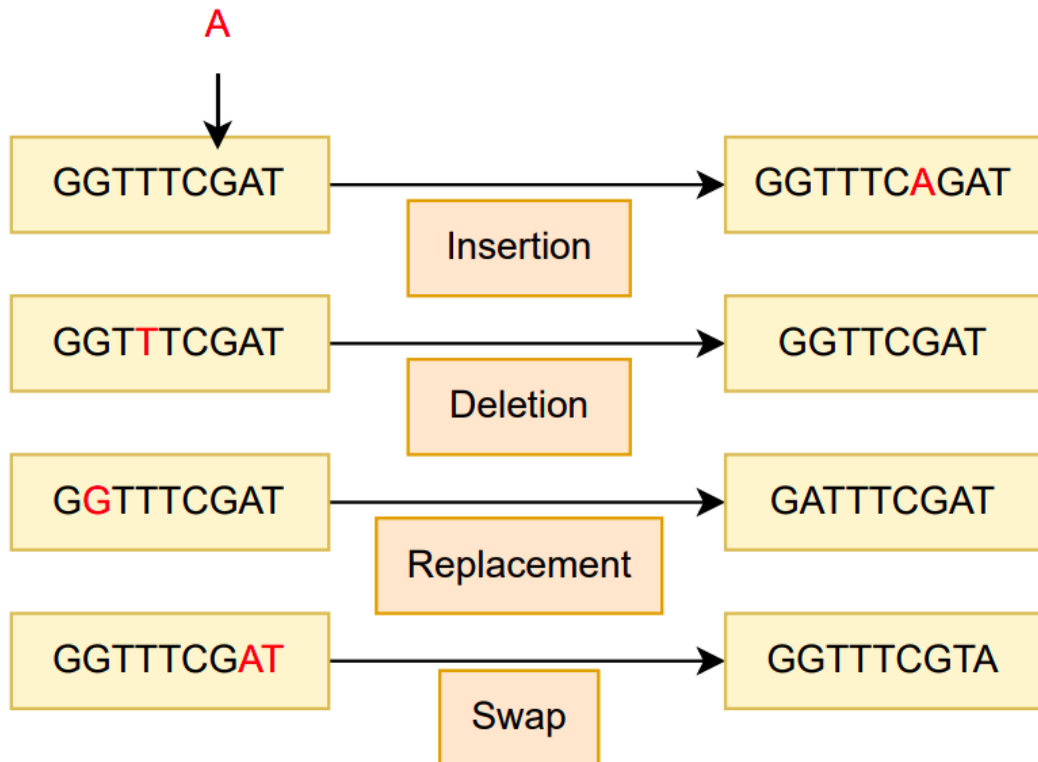 A
GGTTTCGAT
GGTTTCAGAT
Insertion
GGTTTCGAT
GGTTCGAT
Deletion
GGTTTCGAT
GATTTCGAT
Replacement
GGTTTCGAT
GGTTTCGTA
Swap